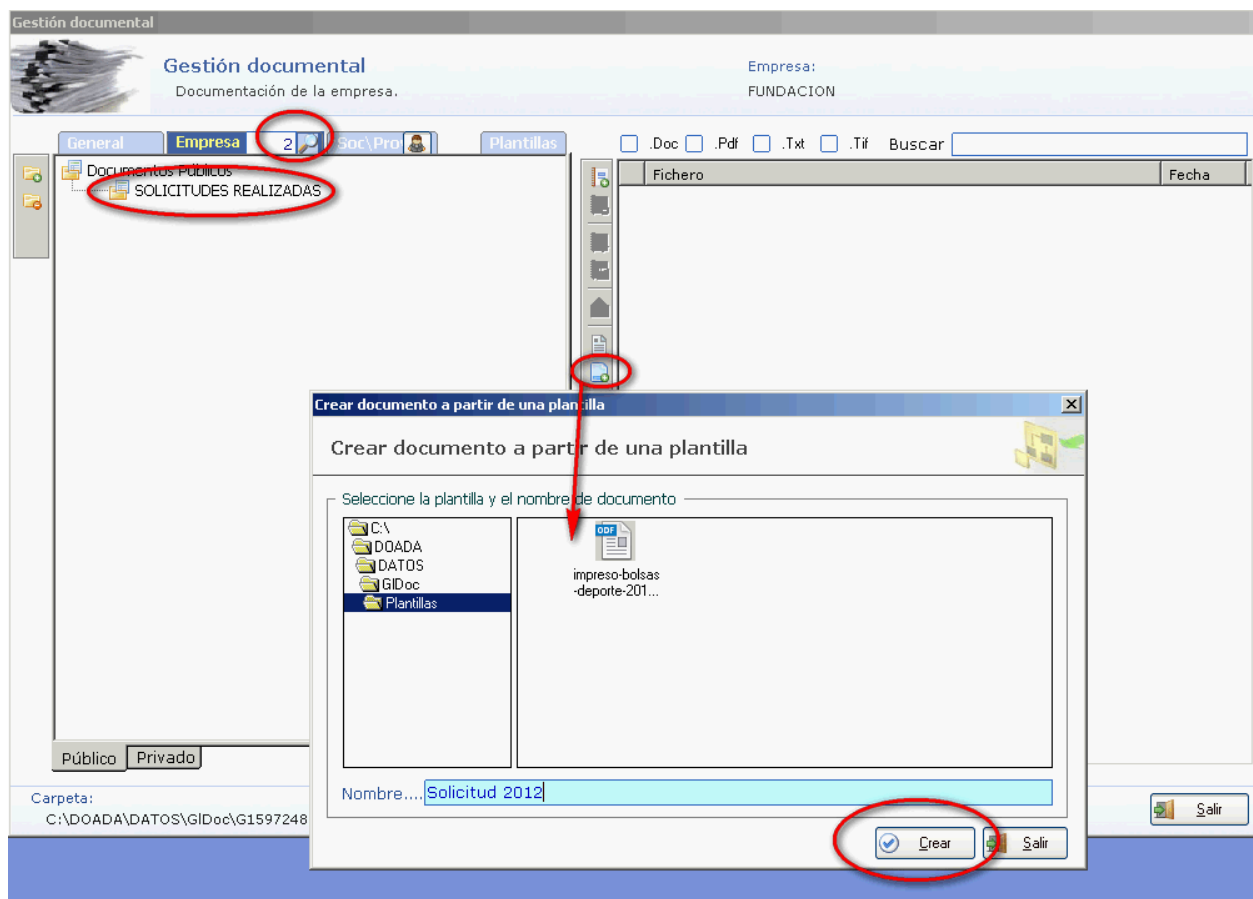 Gestión documental
Gestión documental
Documentación de la empresa.
Empresa:
FUNDACION
General Empresa 2 Soc\Pro Plantillas
.Doc .Pdf .Txt .Tif Buscar
Documentos Públicos
SOLICITUDES REALIZADAS
Fichero Fecha
Crear documento a partir de una plantilla
Crear documento a partir de una plantilla
Seleccione la plantilla y el nombre de documento
C:\
DOADA
DATOS
GlDoc
Plantillas
ODF
impreso-bolsas
-deporte-201...
Nombre....Solicitud 2012
Crear Salir
Público Privado
Carpeta:
C:\DOADA\DATOS\GlDoc\G1597248
Salir